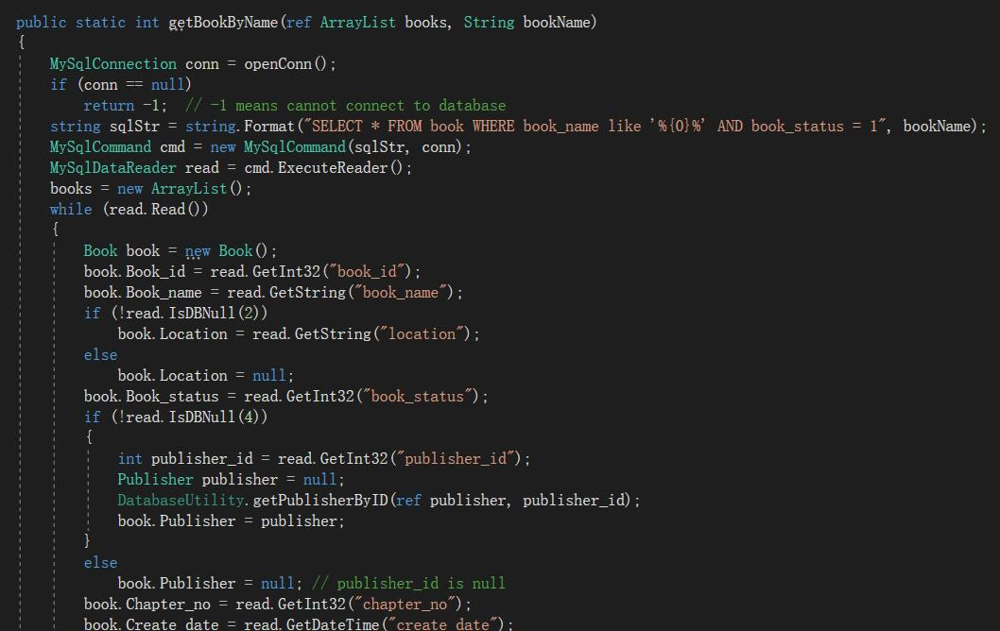 public static int getBookByName(ref ArrayList books, String bookName)
{
MySqlConnection conn = openConn();
if (conn == null)
return -1;  // -1 means cannot connect to database
string sqlStr = string.Format("SELECT * FROM book WHERE book_name like '%{0}%' AND book_status = 1", bookName);
MySqlCommand cmd = new MySqlCommand(sqlStr, conn);
MySqlDataReader read = cmd.ExecuteReader();
books = new ArrayList();
while (read.Read())
{
Book book = new Book();
book.Book_id = read.GetInt32("book_id");
book.Book_name = read.GetString("book_name");
if (!read.IsDBNull(2))
book.Location = read.GetString("location");
else
book.Location = null;
book.Book_status = read.GetInt32("book_status");
if (!read.IsDBNull(4))
{
int publisher_id = read.GetInt32("publisher_id");
Publisher publisher = null;
DatabaseUtility.getPublisherByID(ref publisher, publisher_id);
book.Publisher = publisher;
}
else
book.Publisher = null; // publisher_id is null
book.Chapter_no = read.GetInt32("chapter_no");
book.Create_date = read.GetDateTime("create_date");